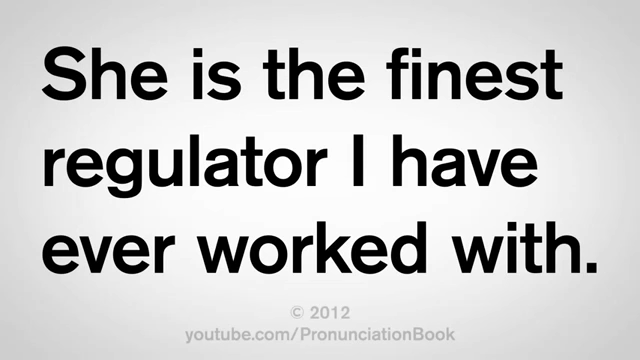 She is the finest
regulator I have
ever worked with.
© 2012
youtube.com/PronunciationBook